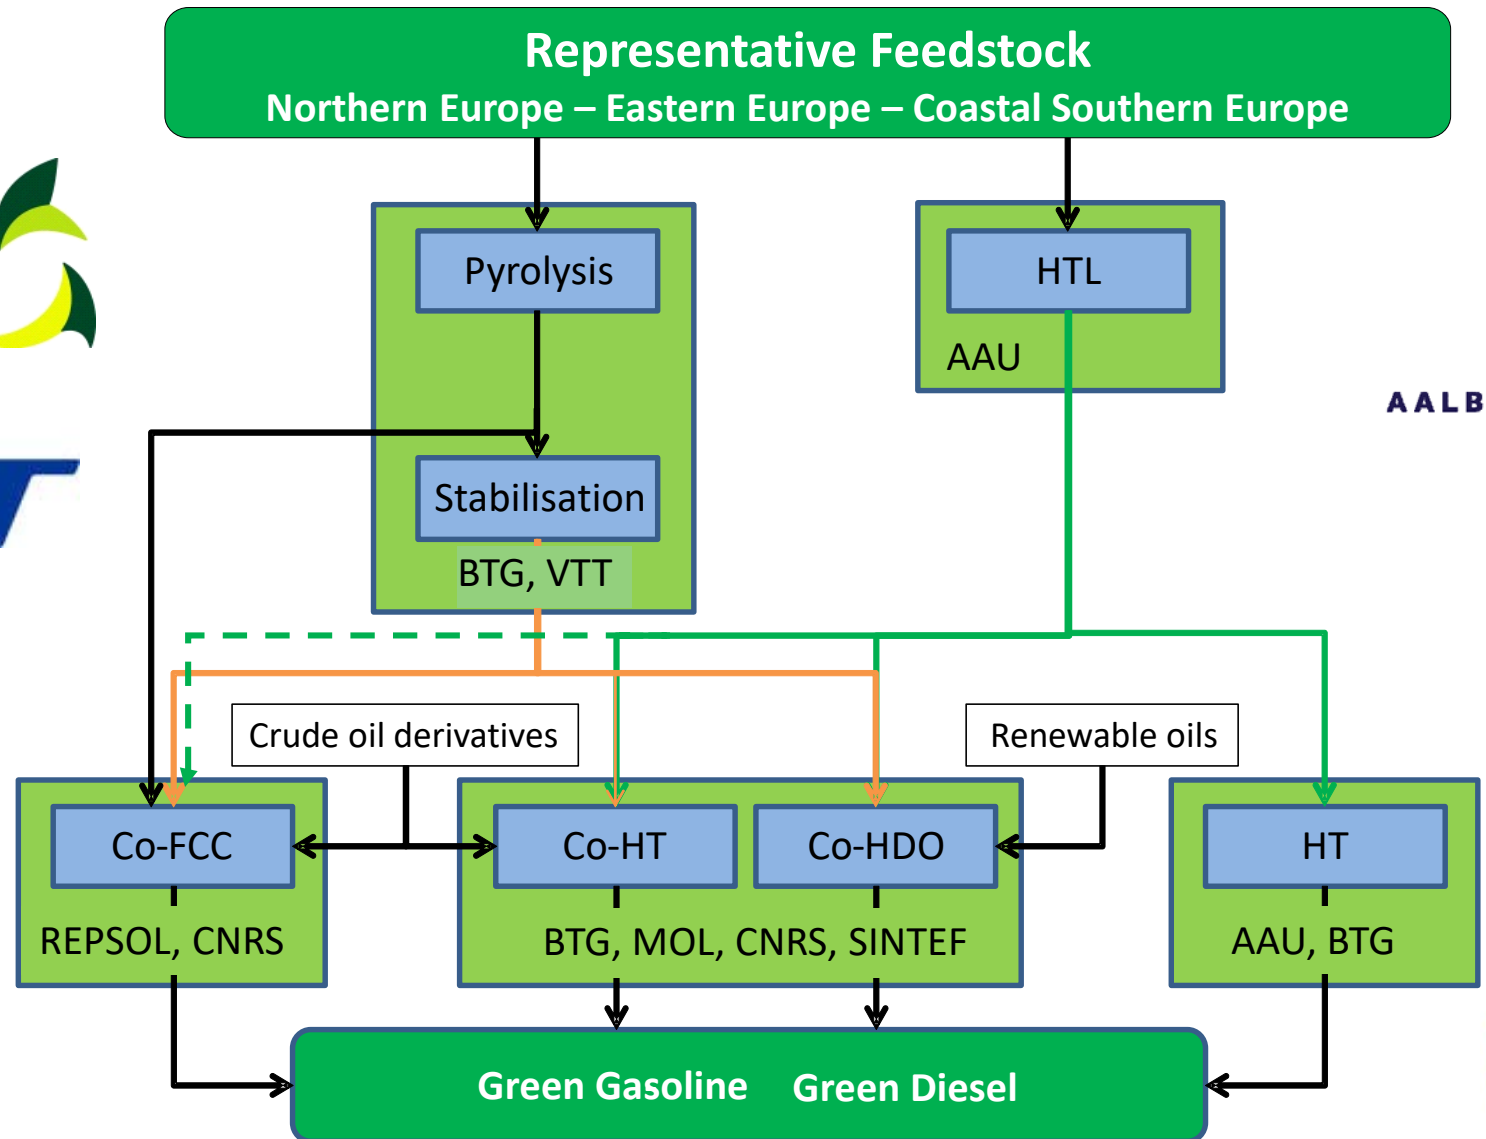 Representative Feedstock
Northern Europe – Eastern Europe – Coastal Southern Europe
Pyrolysis
HTL
AAU
AALB
Stabilisation
BTG, VTT
Crude oil derivatives
Renewable oils
Co-FCC
Co-HT
Co-HDO
HT
REPSOL, CNRS
BTG, MOL, CNRS, SINTEF
AAU, BTG
Green Gasoline Green Diesel